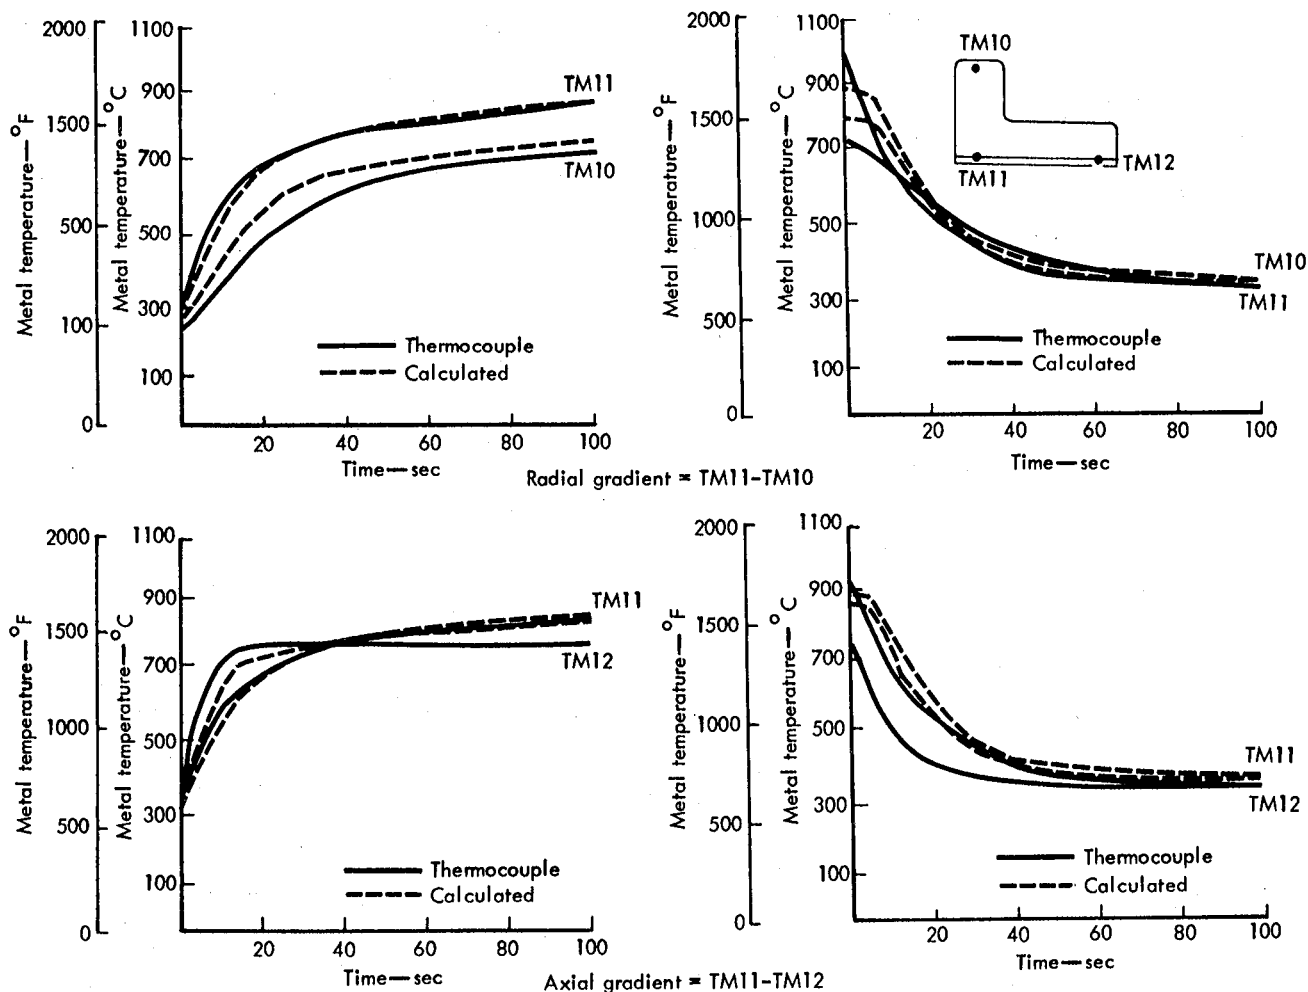 2000
1500
500
100
0
Metal temperature—°F
1100
900
700
500
300
100
Metal temperature—°C
TM11
TM10
Thermocouple
Calculated
20 40 60 80 100
Time—sec
2000
1500
1000
500
0
Metal temperature—°F
1100
900
700
500
300
100
Metal temperature—°C
TM10
TM11
TM12
TM10
TM11
Thermocouple
Calculated
20 40 60 80 100
Time—sec
Radial gradient = TM11-TM10
2000
1500
1000
500
0
Metal temperature—°F
1100
900
700
500
300
100
Metal temperature—°C
TM11
TM12
Thermocouple
Calculated
20 40 60 80 100
Time—sec
2000
1500
1000
500
0
Metal temperature—°F
1100
900
700
500
300
100
Metal temperature—°C
TM11
TM12
Thermocouple
Calculated
20 40 60 80 100
Time—sec
Axial gradient = TM11-TM12